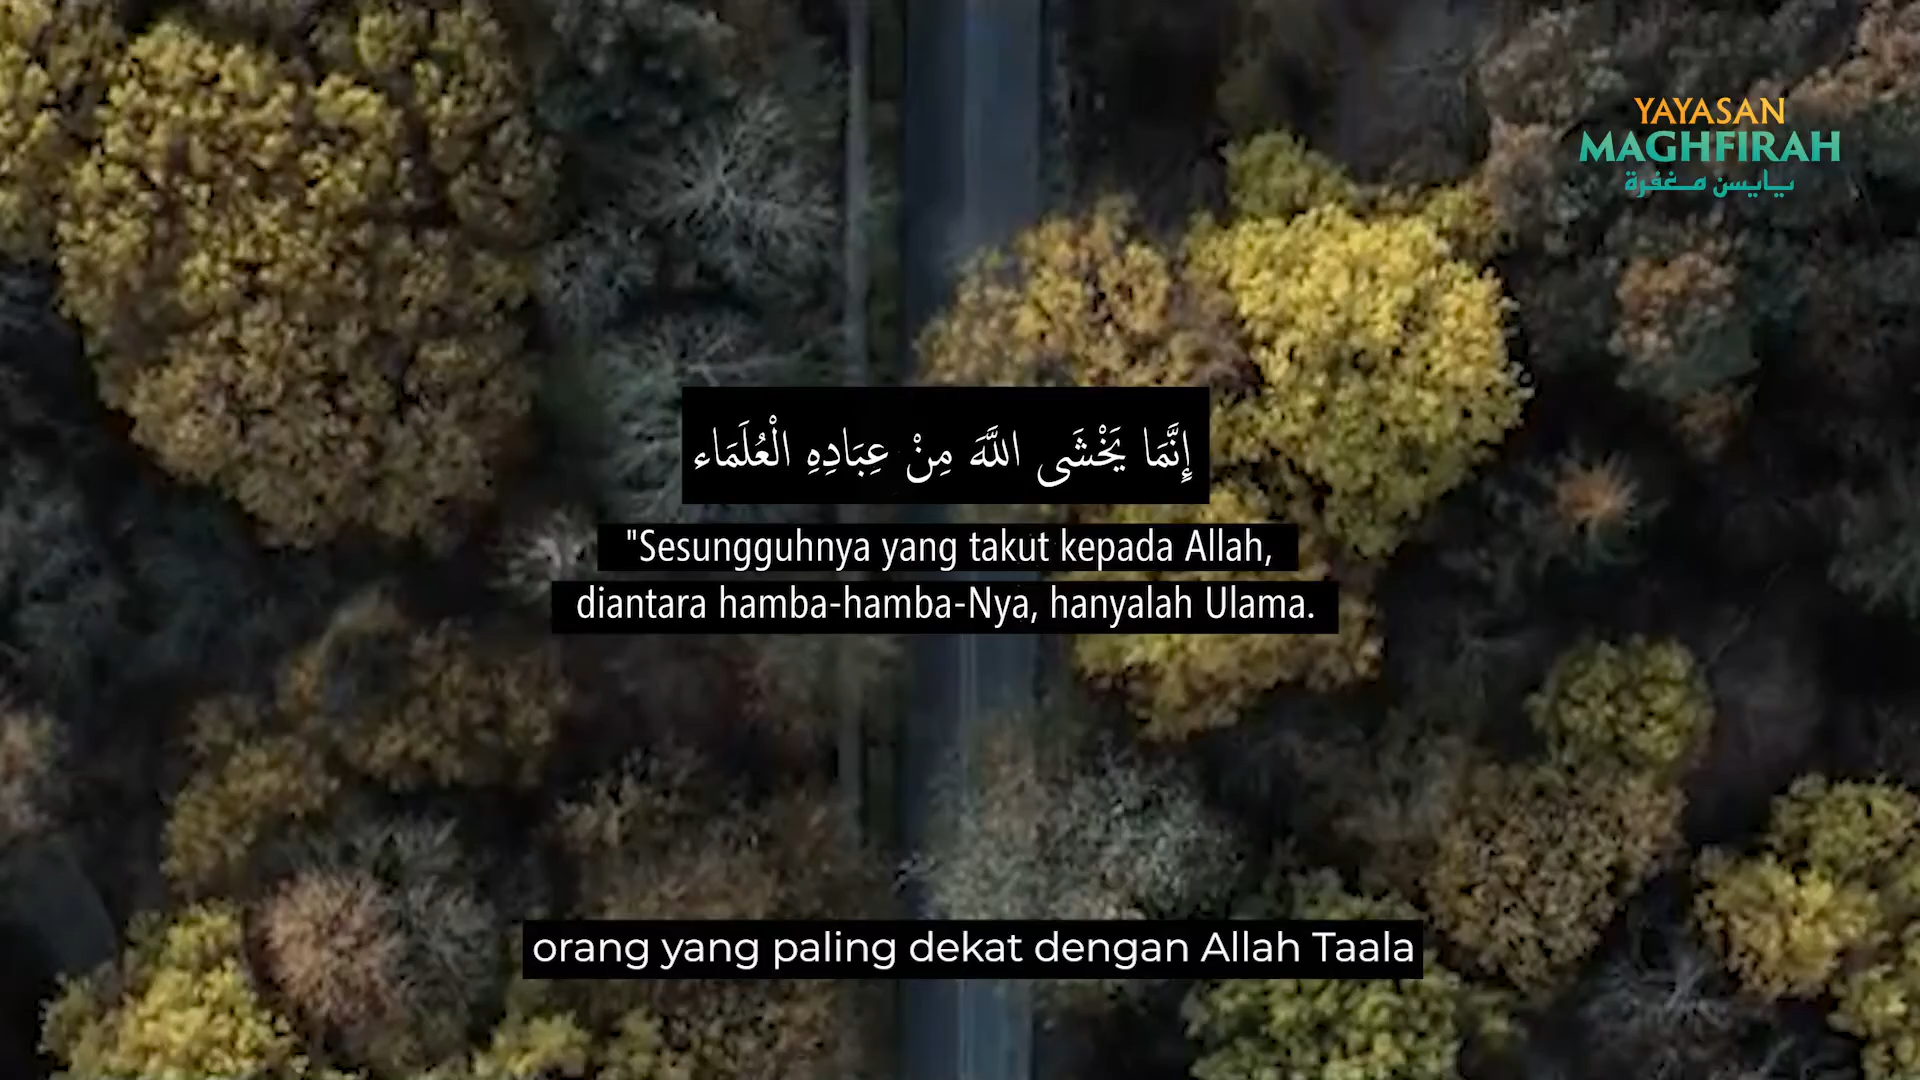 YAYASAN
MAGHFIRAH
يايسن مغفرة
إِنَّمَا يَخْشَى اللَّهَ مِنْ عِبَادِهِ الْعُلَمَاء
"Sesungguhnya yang takut kepada Allah,
diantara hamba-hamba-Nya, hanyalah Ulama.
orang yang paling dekat dengan Allah Taala